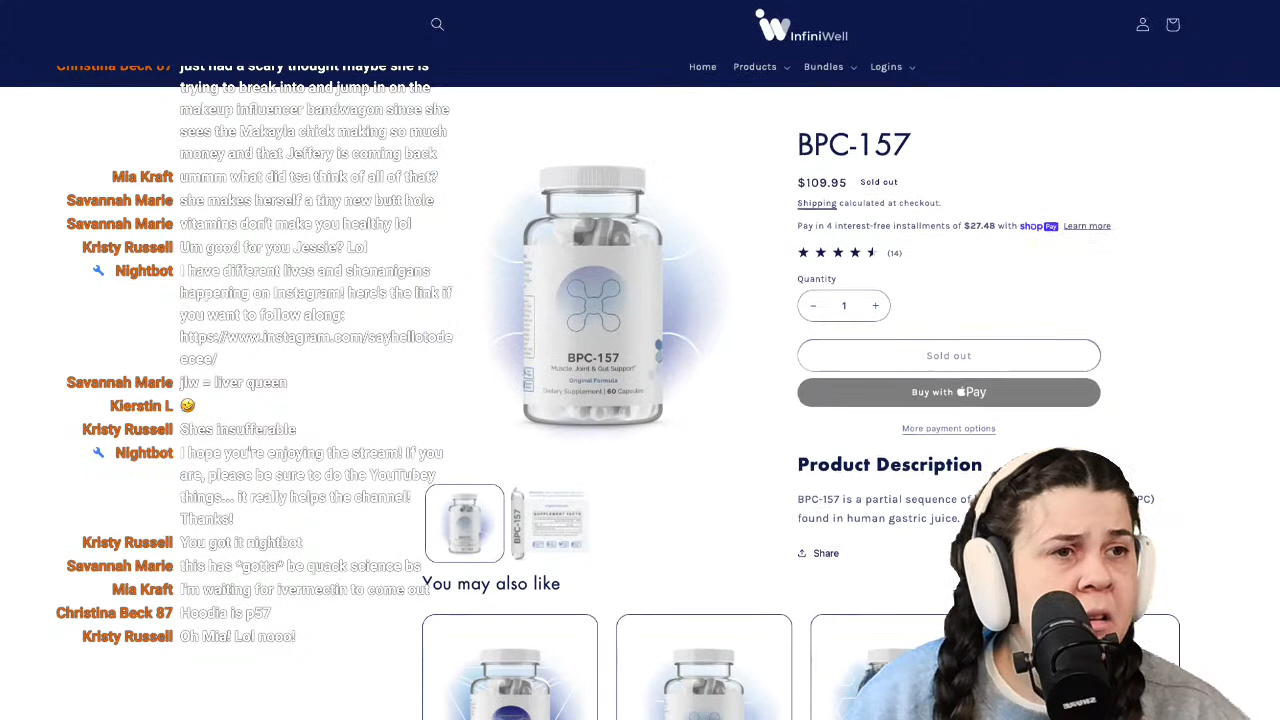 InfiniWell
Home Products Bundles Logins
Christina Beck 87 just had a scary thought maybe she is
trying to break into and jump in on the
makeup influencer bandwagon since she
sees the Makayla chick making so much
money and that Jeffery is coming back
Mia Kraft ummm what did tsa think of all of that?
Savannah Marie she makes herself a tiny new butt hole
Savannah Marie vitamins don't make you healthy lol
Kristy Russell Um good for you Jessie? Lol
Nightbot I have different lives and shenanigans
happening on Instagram! here's the link if
you want to follow along:
https://www.instagram.com/sayhellotode
ecee/
Savannah Marie jlw = liver queen
Kierstin L 🤣
Kristy Russell Shes insufferable
Nightbot I hope you're enjoying the stream! If you
are, please be sure to do the YouTubey
things... it really helps the channel!
Thanks!
Kristy Russell You got it nightbot
Savannah Marie this has *gotta* be quack science bs
Mia Kraft I'm waiting for ivermectin to come out
Christina Beck 87 Hoodia is p57
Kristy Russell Oh Mia! Lol nooo!
BPC-157
Muscle, Joint & Gut Support*
Original Formula
Dietary Supplement | 60 Capsules
BPC-157
SUPPLEMENT FACTS
You may also like
BPC-157
$109.95 Sold out
Shipping calculated at checkout.
Pay in 4 interest-free installments of $27.48 with shop Pay Learn more
★ ★ ★ ★ (14)
Quantity
− 1 +
Sold out
Buy with Pay
More payment options
Product Description
BPC-157 is a partial sequence of PC)
found in human gastric juice.
Share
SHURE